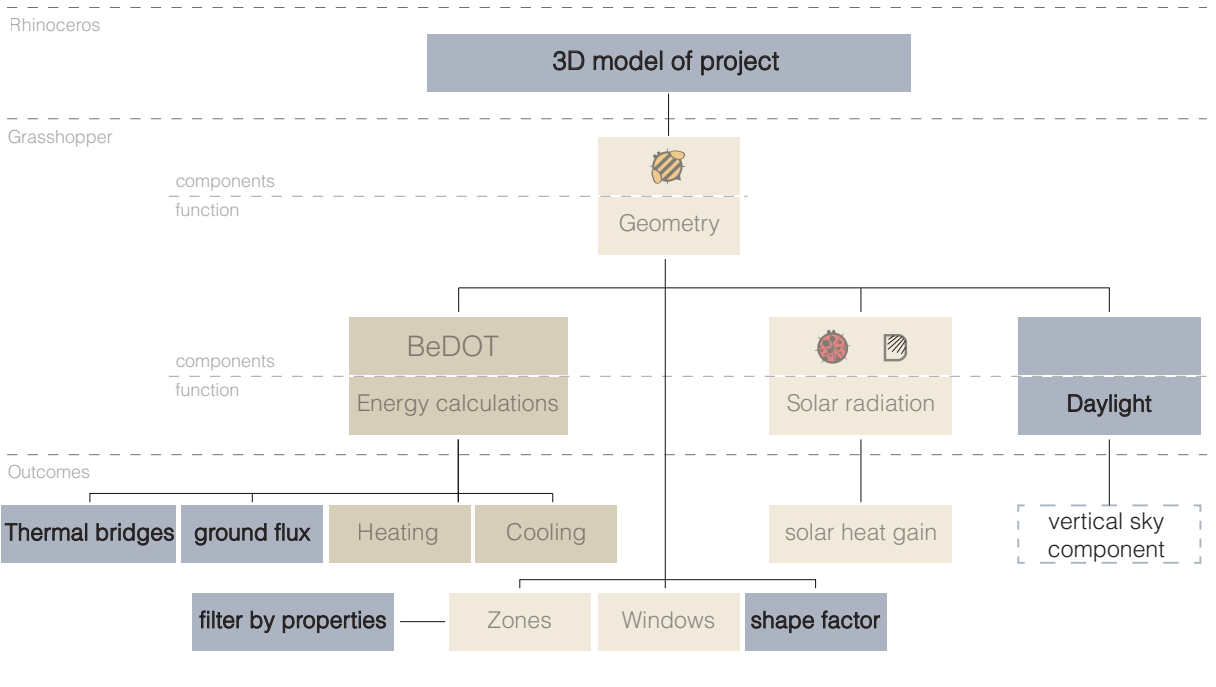 Rhinoceros
3D model of project
Grasshopper
components
function
Geometry
BeDOT
components
function
Energy calculations
Solar radiation
Daylight
Outcomes
Thermal bridges
ground flux
Heating
Cooling
solar heat gain
vertical sky
component
filter by properties
Zones
Windows
shape factor